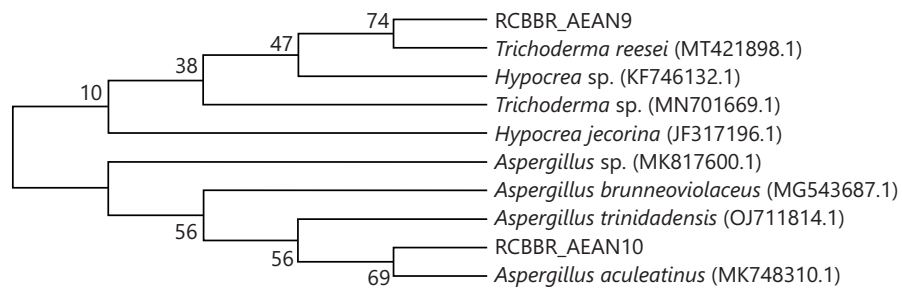 74 RCBBR_AEAN9
47 Trichoderma reesei (MT421898.1)
38 Hypocrea sp. (KF746132.1)
10 Trichoderma sp. (MN701669.1)
Hypocrea jecorina (JF317196.1)
Aspergillus sp. (MK817600.1)
Aspergillus brunneoviolaceus (MG543687.1)
56 Aspergillus trinidadensis (OJ711814.1)
56 RCBBR_AEAN10
69 Aspergillus aculeatinus (MK748310.1)